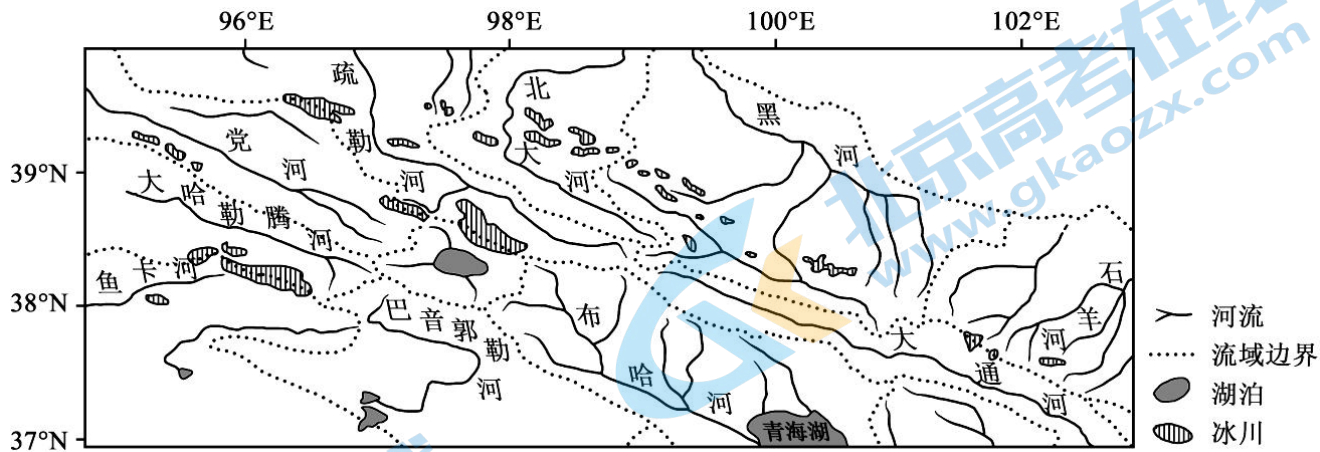 96°E 98°E 100°E 102°E
39°N
38°N
37°N
疏勒河
党河
北大河
黑河
大哈勒腾河
鱼卡河
巴音郭勒河
布哈河
大通河
石羊河
青海湖
河流
流域边界
湖泊
冰川
北京高考在线
www.gkaozx.com